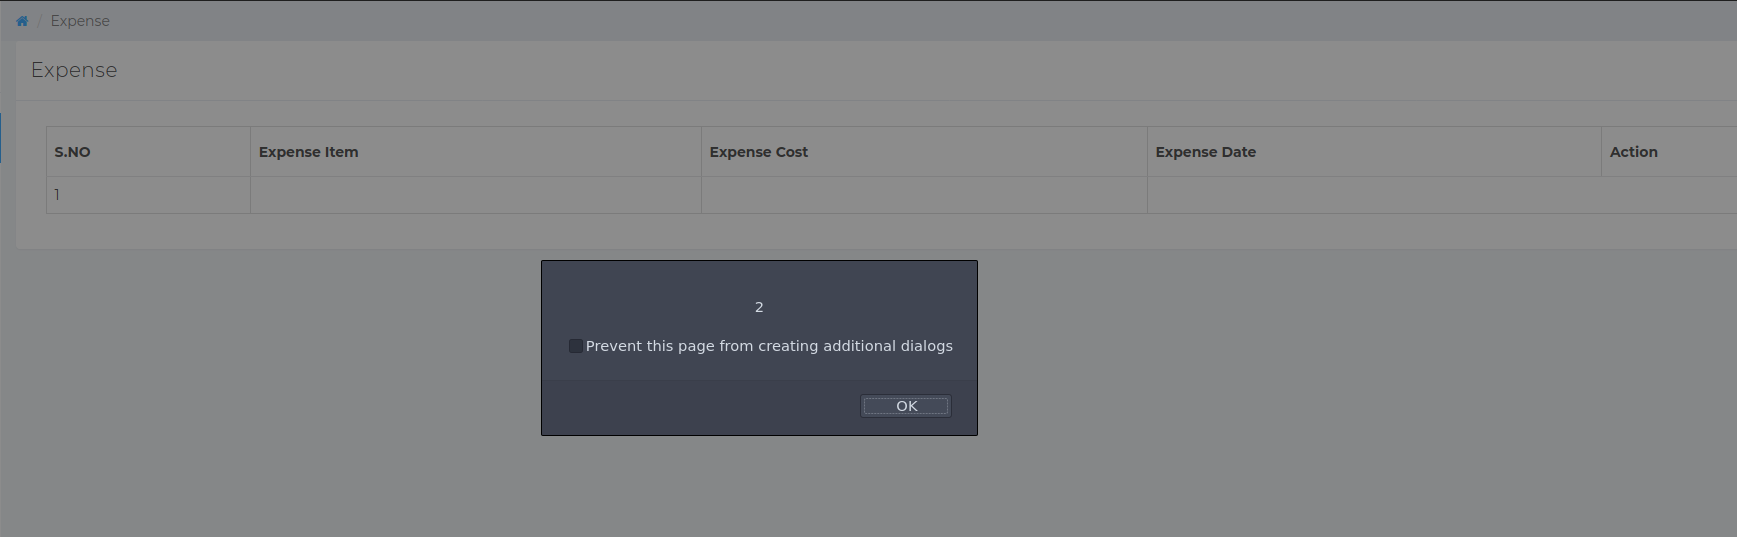 / Expense
Expense
S.NO Expense Item Expense Cost Expense Date Action
1
2
Prevent this page from creating additional dialogs
OK